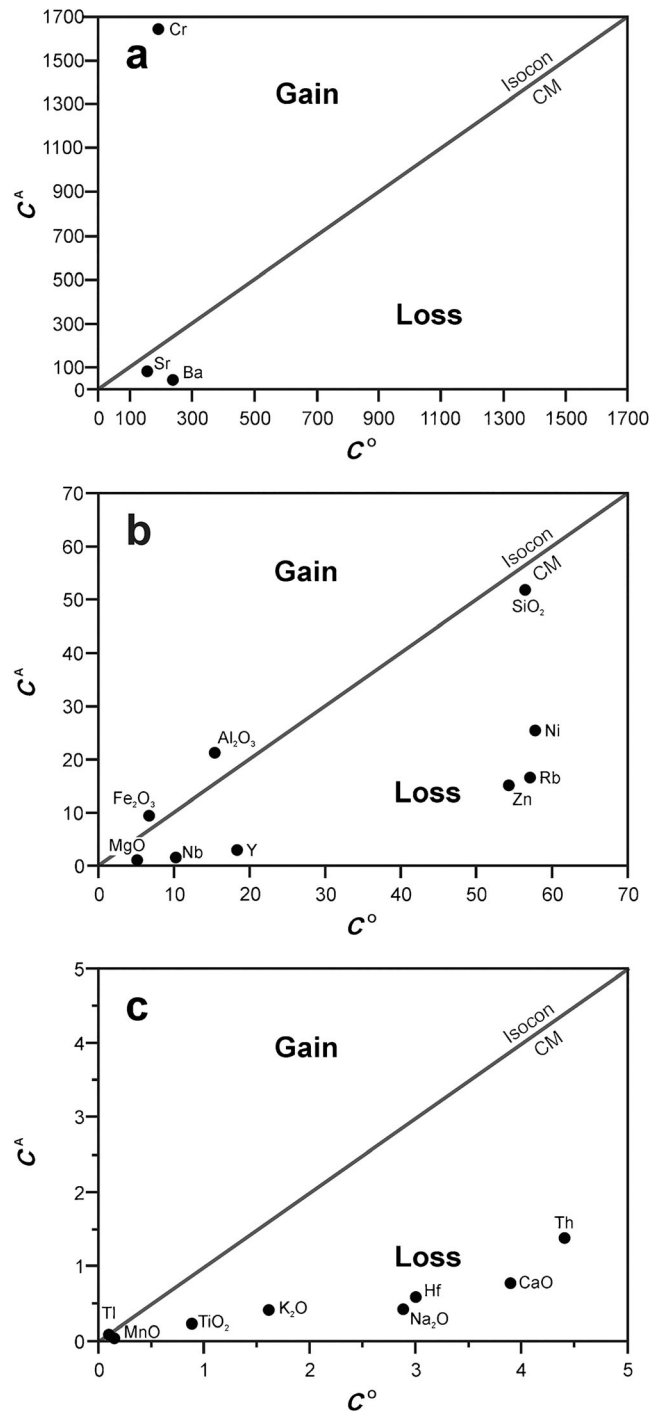 a
1700
1500
1300
1100
900
700
500
300
100
0
Cr
Gain
Isocon
CM
Loss
Sr
Ba
0 100 300 500 700 900 1100 1300 1500 1700
C^A
C^O
b
70
60
50
40
30
20
10
0
Gain
Isocon
CM
SiO₂
Al₂O₃
Ni
Fe₂O₃
Loss
Rb
Zn
MgO
Nb
Y
0 10 20 30 40 50 60 70
C^A
C^O
c
5
4
3
2
1
0
Gain
Isocon
CM
Th
Loss
CaO
Hf
Tl
MnO
TiO₂
K₂O
Na₂O
0 1 2 3 4 5
C^A
C^O